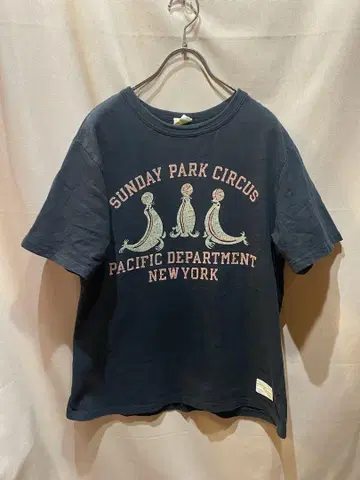 SUNDAY PARK CIRCUS
PACIFIC DEPARTMENT
NEW YORK